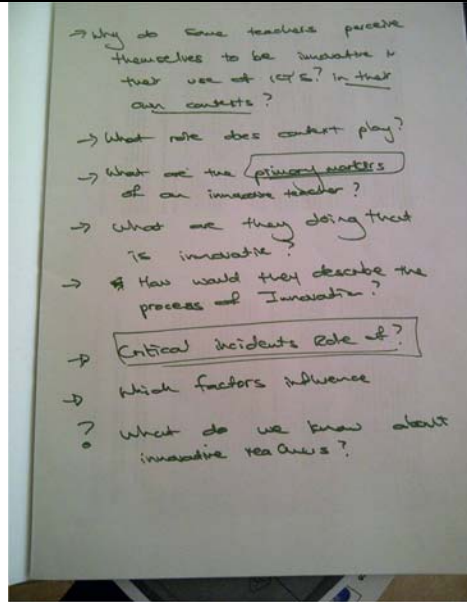 → Why do some teachers perceive
themselves to be innovative in
their use of ICT'S? in their
own contexts?
→ What role does context play?
→ What are the primary markers
of an innovative teacher?
→ What are they doing that
is innovative?
→ How would they describe the
process of Innovation?
→ Critical incidents Role of?
→ Which factors influence
? What do we know about
innovative teachers?